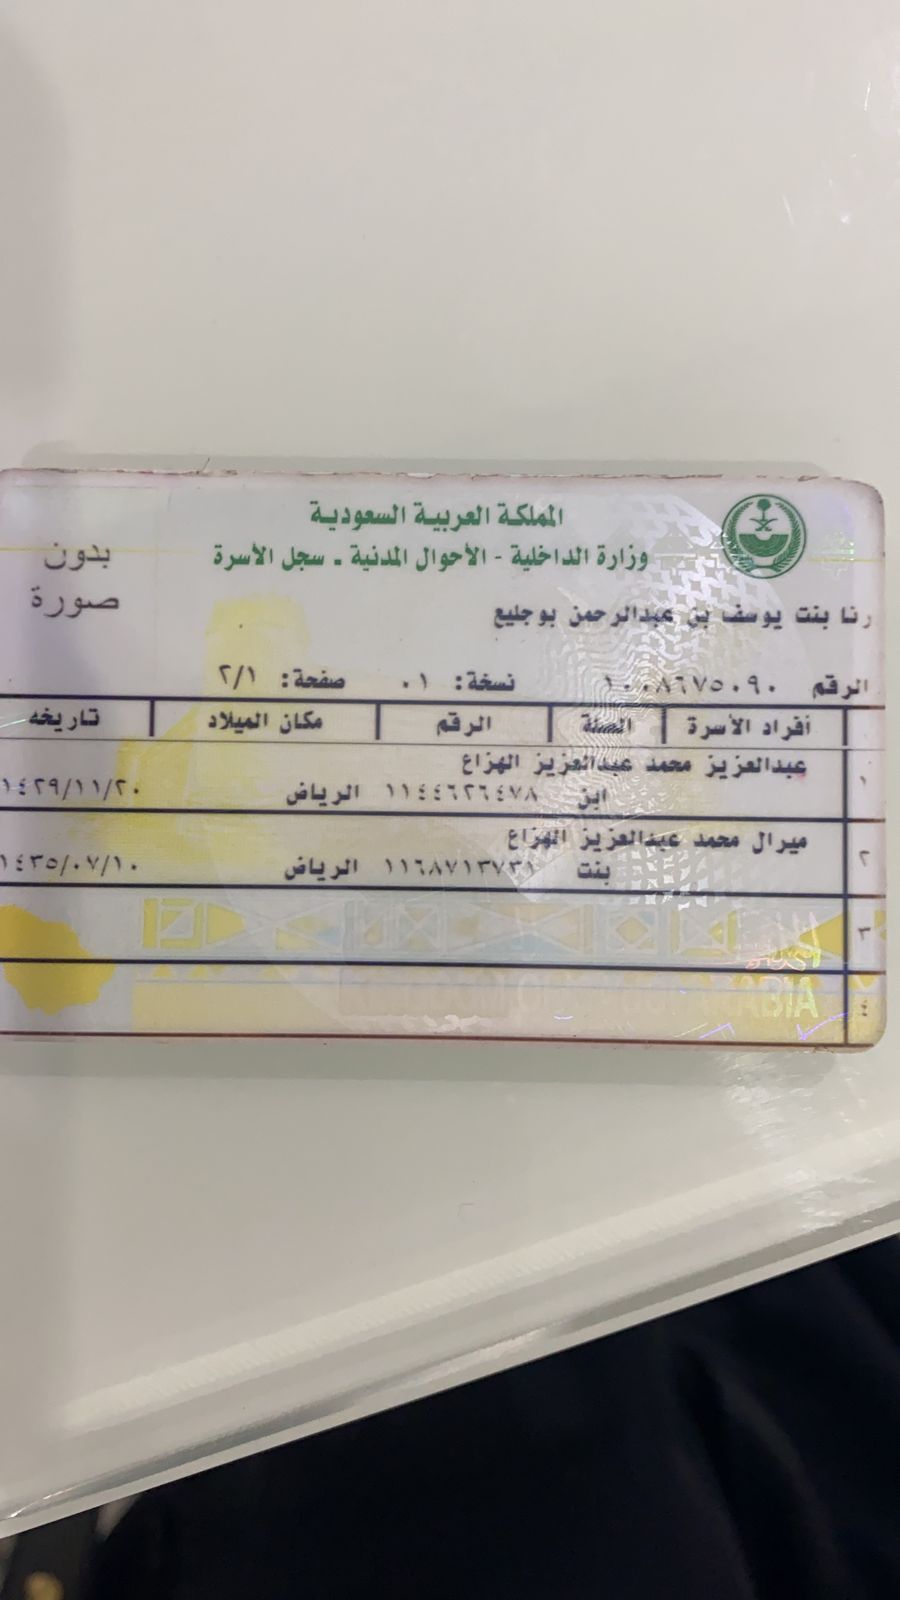 المملكة العربية السعودية
وزارة الداخلية - الأحوال المدنية - سجل الأسرة
بدون صورة
رنا بنت يوسف بن عبدالرحمن بوجليع
الرقم ١٠٠٨٦٧٥٠٩٠ نسخة: ٠١ صفحة: ٢/١
أفراد الأسرة الصلة الرقم مكان الميلاد تاريخه
١ عبدالعزيز محمد عبدالعزيز الهزاع
ابن ١١٤٤٦٢٦٤٧٨ الرياض ١٤٢٩/١١/٢٠
٢ ميرال محمد عبدالعزيز الهزاع
بنت ١١٦٨٧١٣٧٣١ الرياض ١٤٣٥/٠٧/١٠
٣
٤